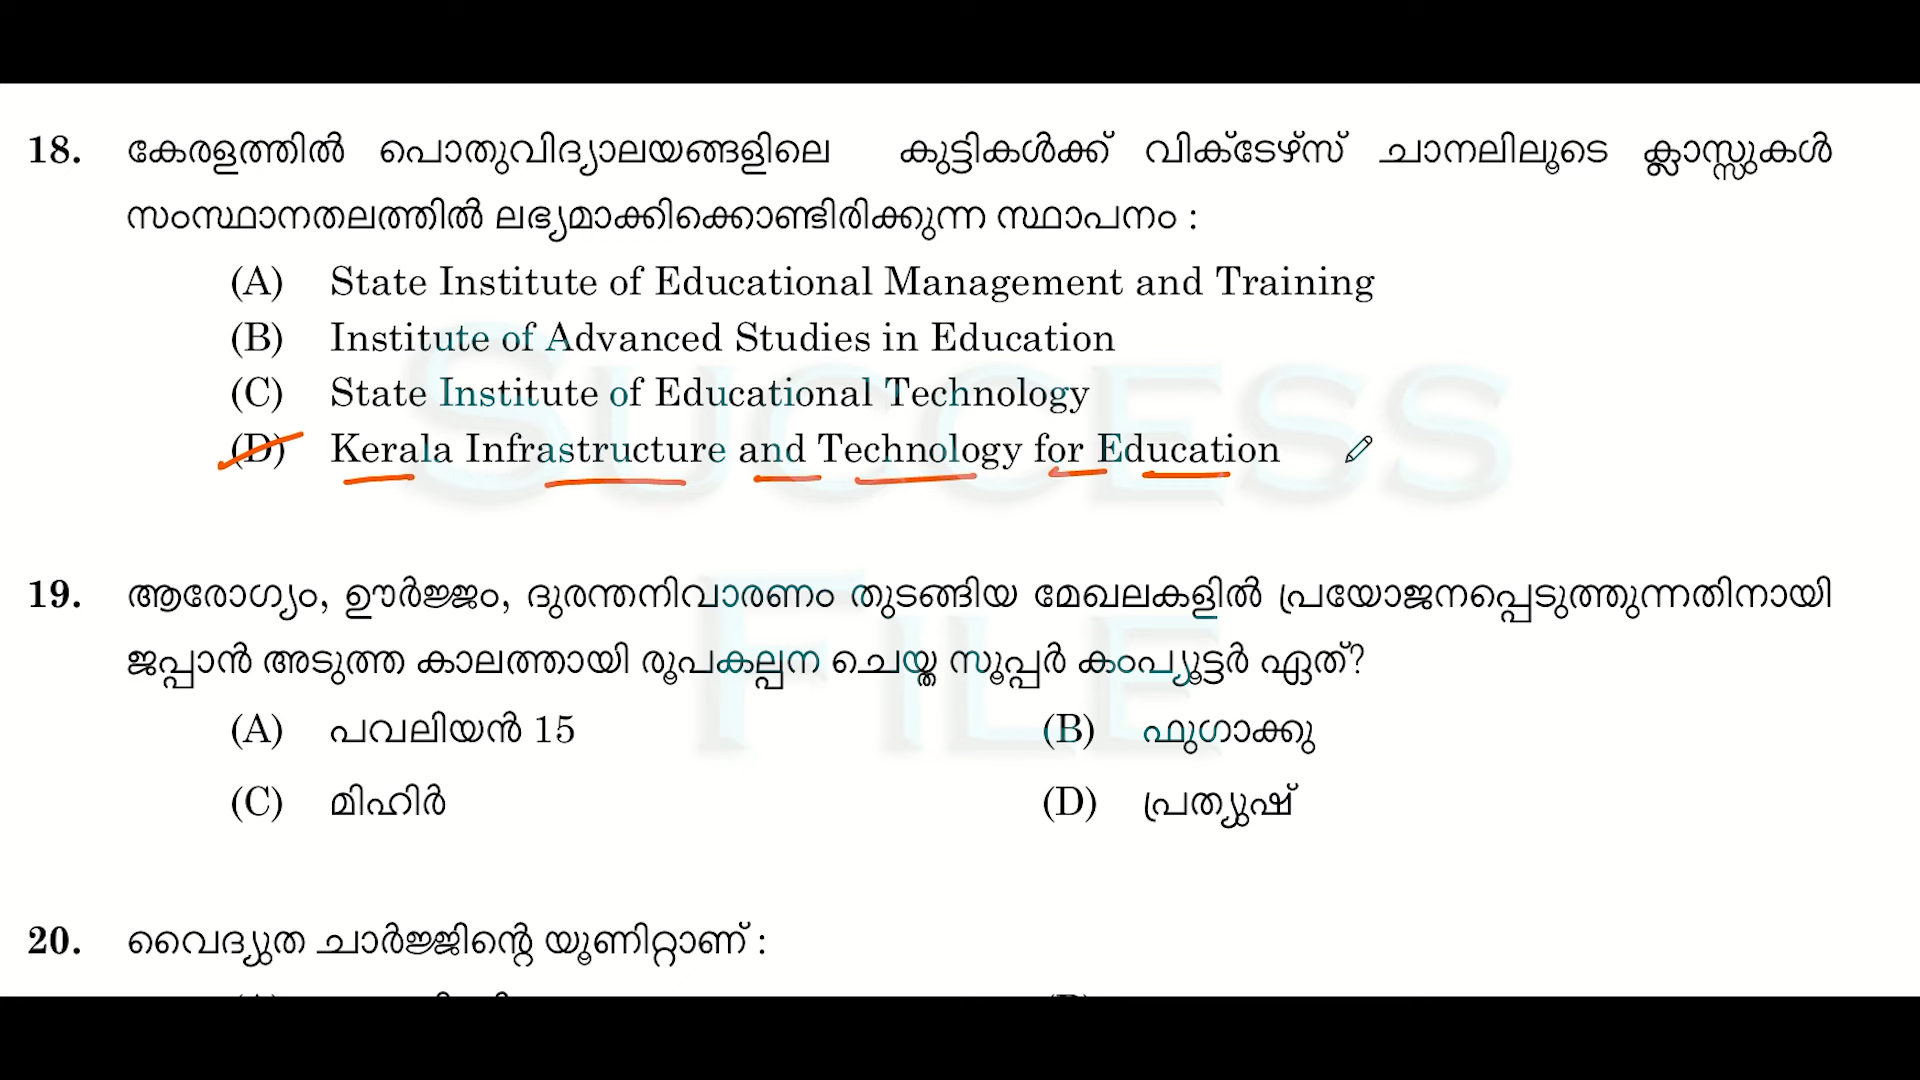 18. കേരളത്തിൽ പൊതുവിദ്യാലയങ്ങളിലെ കുട്ടികൾക്ക് വിക്ടേഴ്സ് ചാനലിലൂടെ ക്ലാസ്സുകൾ
സംസ്ഥാനതലത്തിൽ ലഭ്യമാക്കിക്കൊണ്ടിരിക്കുന്ന സ്ഥാപനം :
(A) State Institute of Educational Management and Training
(B) Institute of Advanced Studies in Education
(C) State Institute of Educational Technology
(D) Kerala Infrastructure and Technology for Education
SUCCESS
FILE
19. ആരോഗ്യം, ഊർജ്ജം, ദുരന്തനിവാരണം തുടങ്ങിയ മേഖലകളിൽ പ്രയോജനപ്പെടുത്തുന്നതിനായി
ജപ്പാൻ അടുത്ത കാലത്തായി രൂപകല്പന ചെയ്ത സൂപ്പർ കംപ്യൂട്ടർ ഏത്?
(A) പവലിയൻ 15 (B) ഫുഗാക്കു
(C) മിഹിർ (D) പ്രത്യുഷ്
20. വൈദ്യുത ചാർജ്ജിന്റെ യൂണിറ്റാണ് :